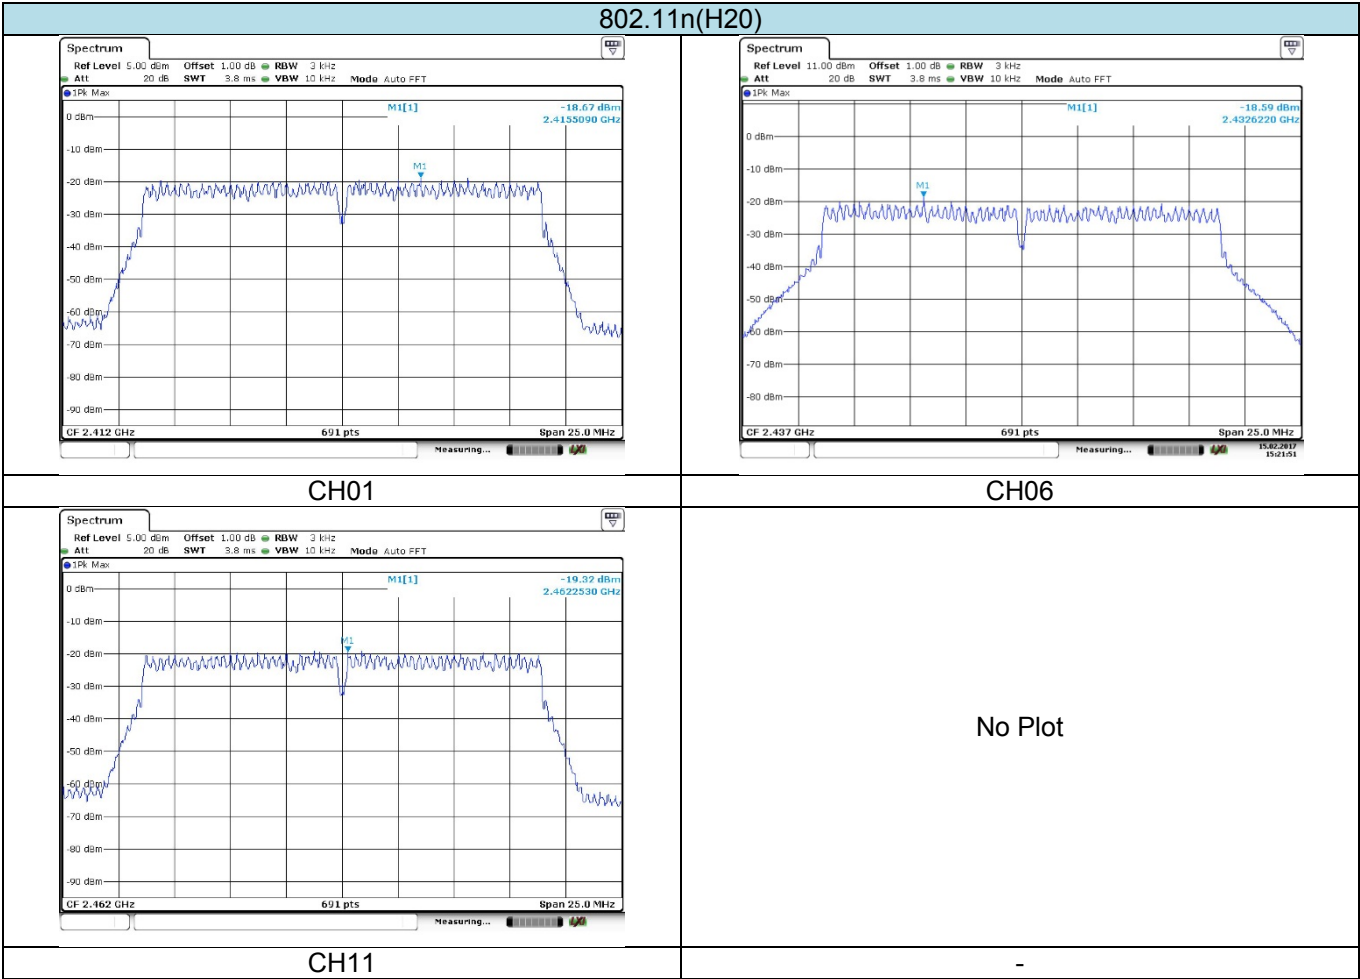 802.11n(H20)
Spectrum
Ref Level 5.00 dBm Offset 1.00 dB RBW 3 kHz
Att 20 dB SWT 3.8 ms VBW 10 kHz Mode Auto FFT
1Pk Max
M1[1] -18.67 dBm
2.4155090 GHz
0 dBm
-10 dBm
M1
-20 dBm
-30 dBm
-40 dBm
-50 dBm
-60 dBm
-70 dBm
-80 dBm
-90 dBm
CF 2.412 GHz 691 pts Span 25.0 MHz
Measuring...
Spectrum
Ref Level 11.00 dBm Offset 1.00 dB RBW 3 kHz
Att 20 dB SWT 3.8 ms VBW 10 kHz Mode Auto FFT
1Pk Max
M1[1] -18.59 dBm
2.4326220 GHz
0 dBm
-10 dBm
M1
-20 dBm
-30 dBm
-40 dBm
-50 dBm
-60 dBm
-70 dBm
-80 dBm
CF 2.437 GHz 691 pts Span 25.0 MHz
Measuring... 15.02.2017
15:21:51
CH01 CH06
Spectrum
Ref Level 5.00 dBm Offset 1.00 dB RBW 3 kHz
Att 20 dB SWT 3.8 ms VBW 10 kHz Mode Auto FFT
1Pk Max
M1[1] -19.32 dBm
2.4622530 GHz
0 dBm
-10 dBm
M1
-20 dBm
-30 dBm
-40 dBm
-50 dBm
-60 dBm
-70 dBm
-80 dBm
-90 dBm
CF 2.462 GHz 691 pts Span 25.0 MHz
Measuring...
No Plot
CH11 -